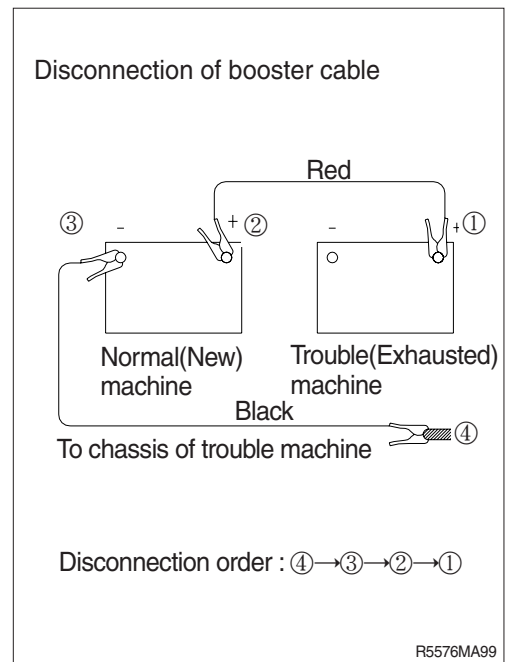 Disconnection of booster cable
Red
③ - + ② - + ①
Normal(New)
machine
Trouble(Exhausted)
machine
Black
To chassis of trouble machine ④
Disconnection order : ④→③→②→①
R5576MA99